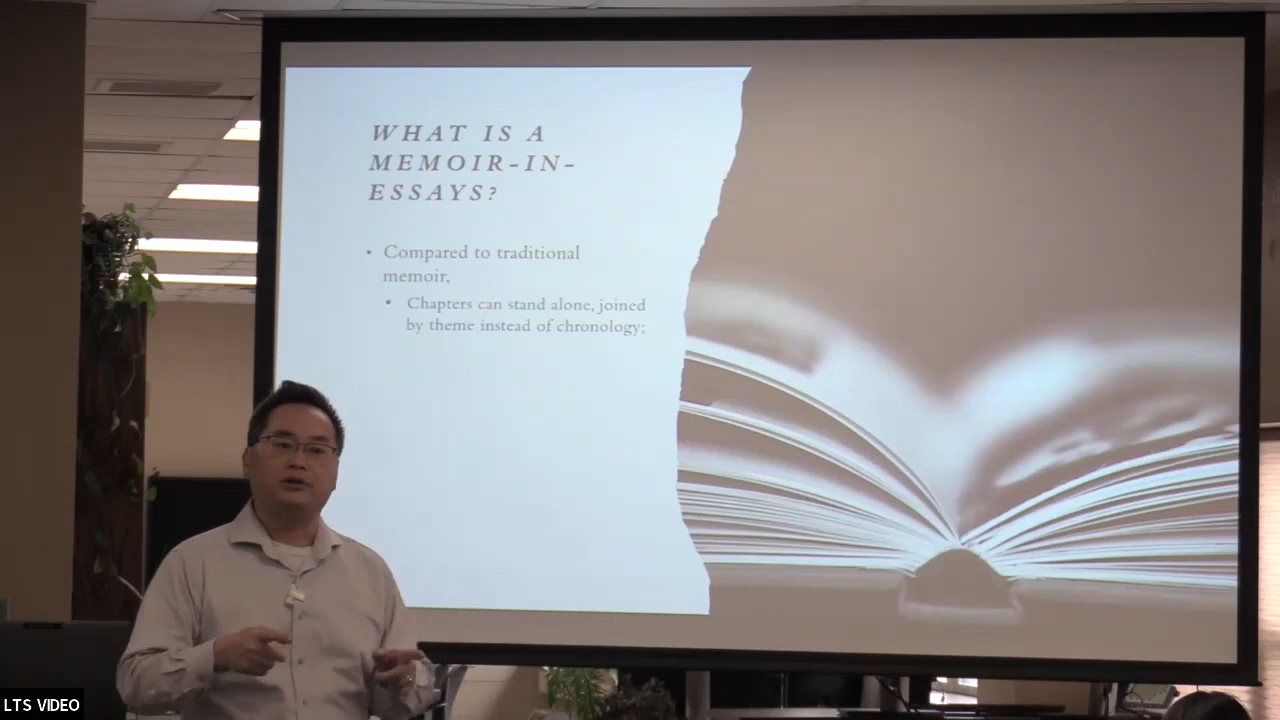 WHAT IS A
MEMOIR-IN-
ESSAYS?
• Compared to traditional
memoir,
• Chapters can stand alone, joined
by theme instead of chronology;
LTS VIDEO